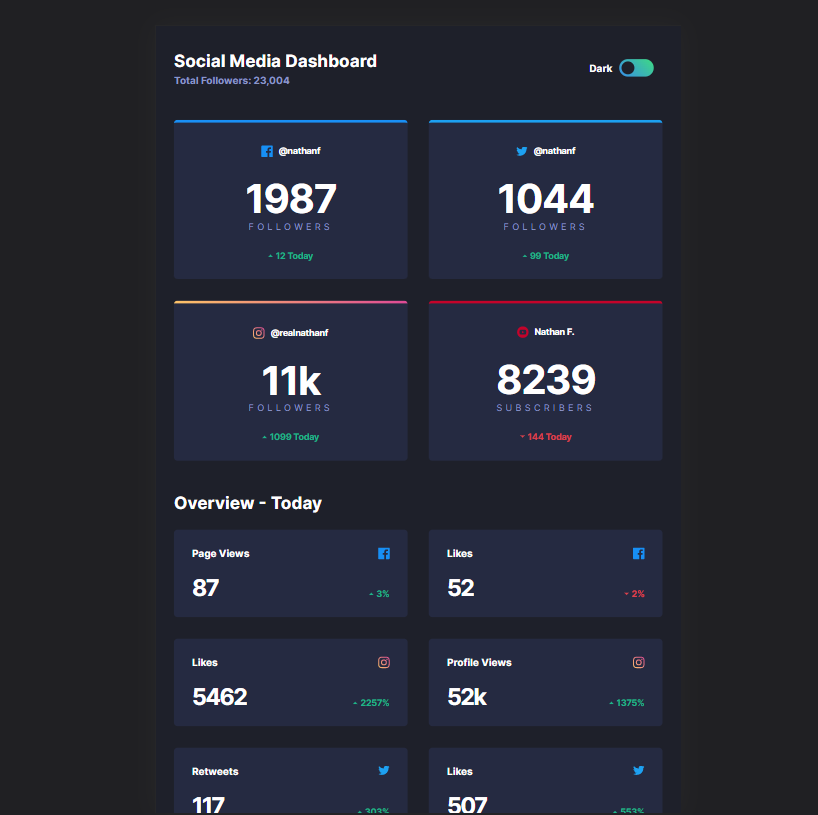 Social Media Dashboard
Total Followers: 23,004
Dark
@nathanf
1987
FOLLOWERS
12 Today
@nathanf
1044
FOLLOWERS
99 Today
@realnathanf
11k
FOLLOWERS
1099 Today
Nathan F.
8239
SUBSCRIBERS
144 Today
Overview - Today
Page Views
87
3%
Likes
52
2%
Likes
5462
2257%
Profile Views
52k
1375%
Retweets
117
303%
Likes
507
553%